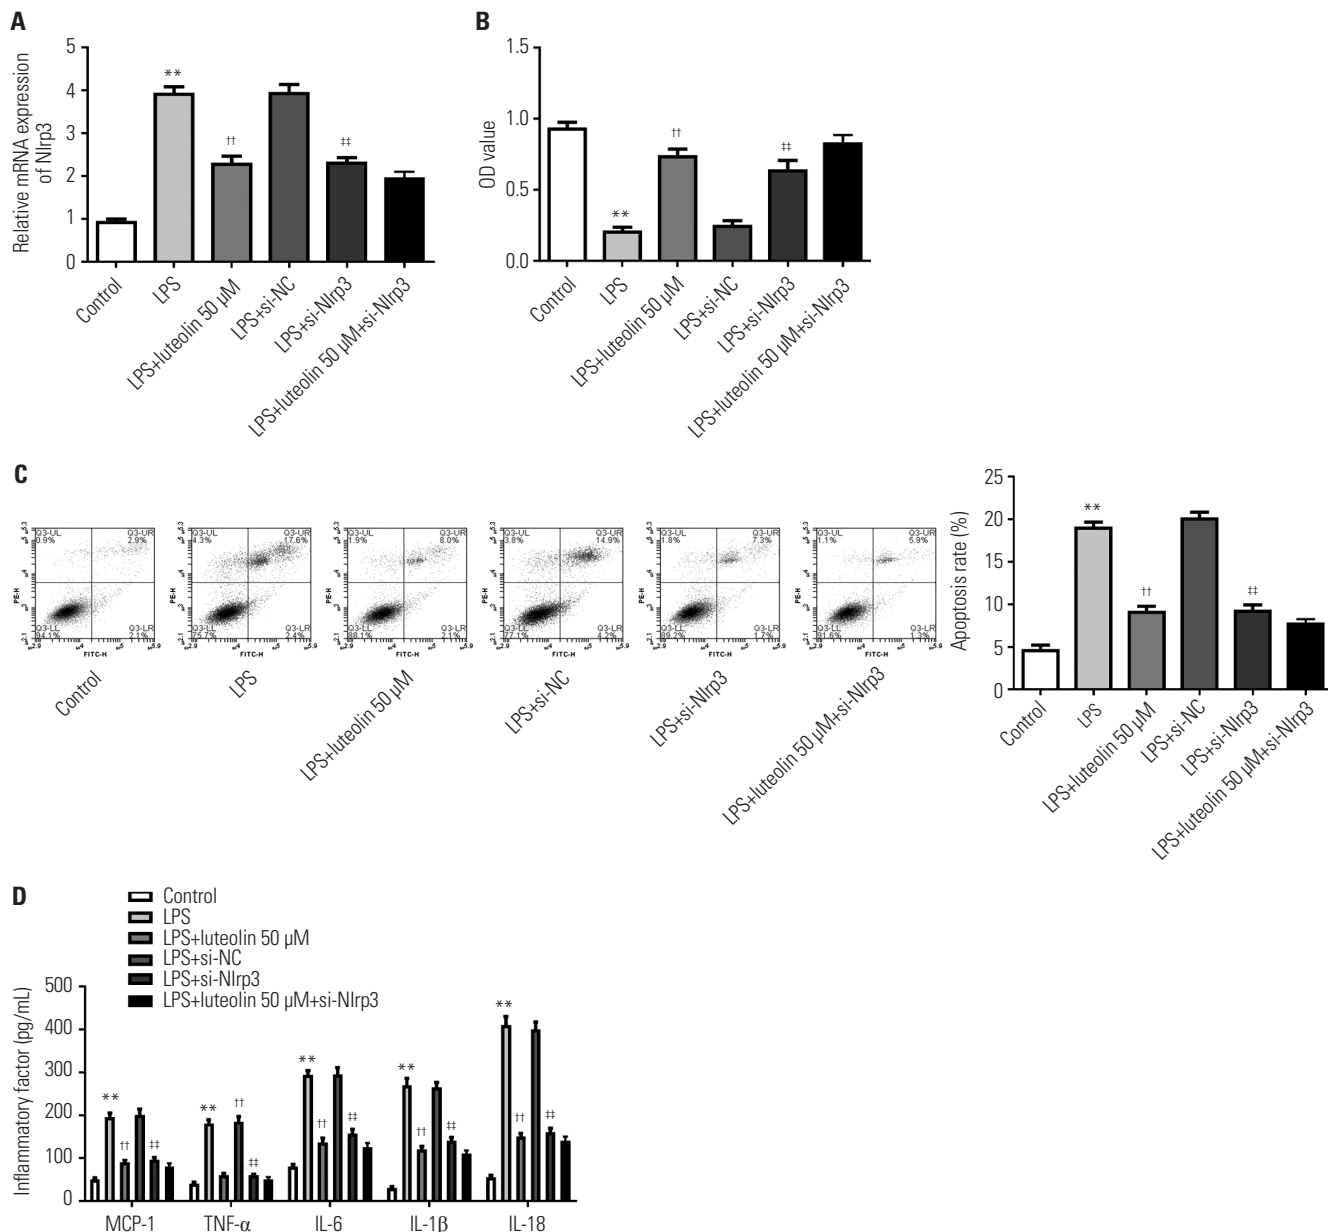 A
Relative mRNA expression
of Nlrp3
5
4
3
2
1
0
**
††
‡‡
Control
LPS
LPS+luteolin 50 µM
LPS+si-NC
LPS+si-Nlrp3
LPS+luteolin 50 µM+si-Nlrp3
B
OD value
1.5
1.0
0.5
0.0
**
††
‡‡
Control
LPS
LPS+luteolin 50 µM
LPS+si-NC
LPS+si-Nlrp3
LPS+luteolin 50 µM+si-Nlrp3
C
Q3-UL Q3-UR
0.9% 2.9%
Q3-LL Q3-LR
94.1% 2.1%
PE-H
FITC-H
Control
Q3-UL Q3-UR
4.3% 17.6%
Q3-LL Q3-LR
75.7% 2.4%
PE-H
FITC-H
LPS
Q3-UL Q3-UR
1.9% 8.0%
Q3-LL Q3-LR
88.1% 2.1%
PE-H
FITC-H
LPS+luteolin 50 µM
Q3-UL Q3-UR
3.8% 14.9%
Q3-LL Q3-LR
77.1% 4.2%
PE-H
FITC-H
LPS+si-NC
Q3-UL Q3-UR
1.8% 7.3%
Q3-LL Q3-LR
89.2% 1.7%
PE-H
FITC-H
LPS+si-Nlrp3
Q3-UL Q3-UR
1.1% 5.9%
Q3-LL Q3-LR
91.6% 1.3%
PE-H
FITC-H
LPS+luteolin 50 µM+si-Nlrp3
Apoptosis rate (%)
25
20
15
10
5
0
**
††
‡‡
Control
LPS
LPS+luteolin 50 µM
LPS+si-NC
LPS+si-Nlrp3
LPS+luteolin 50 µM+si-Nlrp3
D
Control
LPS
LPS+luteolin 50 µM
LPS+si-NC
LPS+si-Nlrp3
LPS+luteolin 50 µM+si-Nlrp3
Inflammatory factor (pg/mL)
500
400
300
200
100
0
** †† ‡‡
** †† ‡‡
** †† ‡‡
** †† ‡‡
** †† ‡‡
MCP-1 TNF-α IL-6 IL-1β IL-18